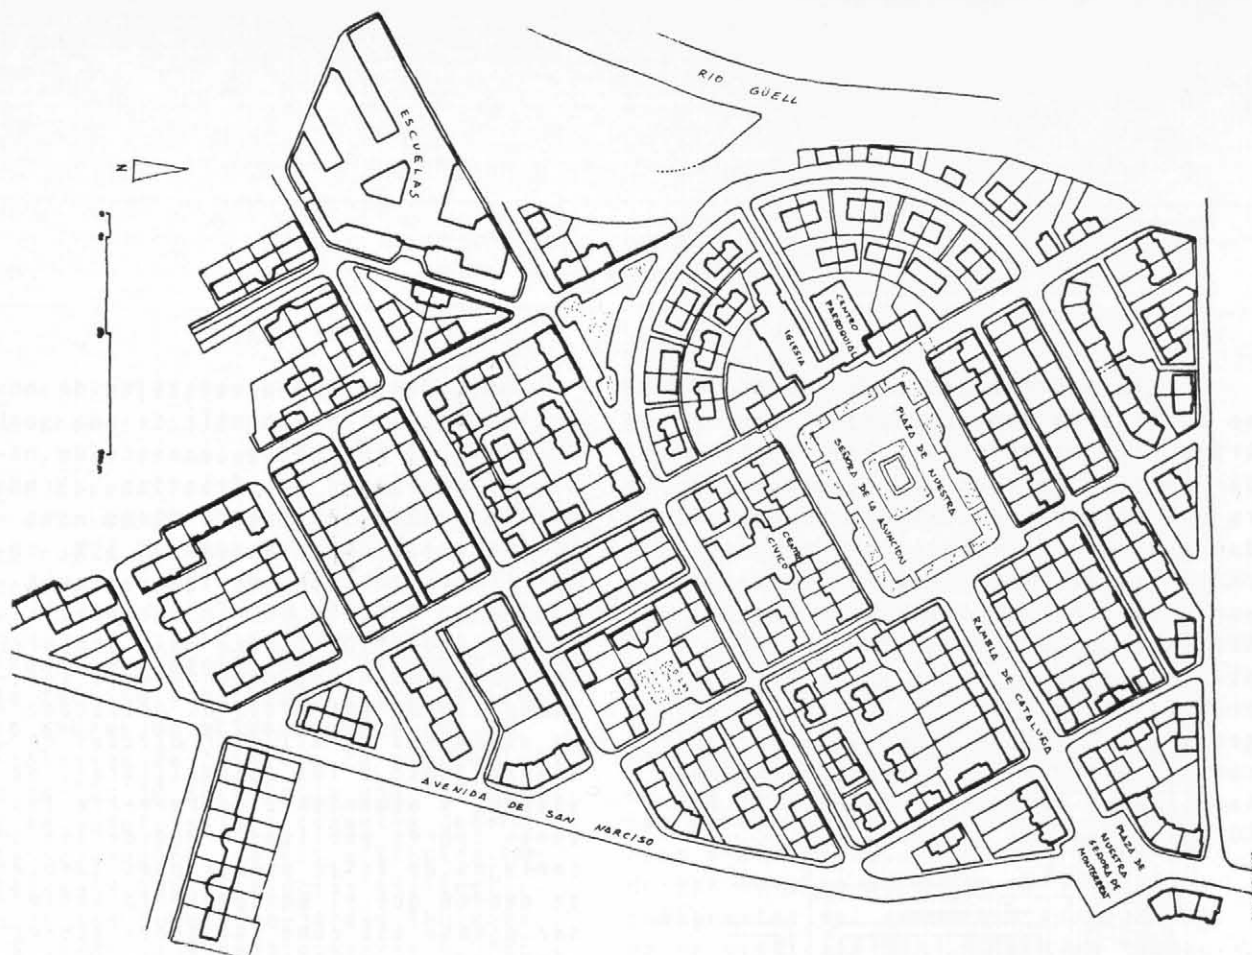 RIO
GÜELL
ESCUELAS
N
CENTRO
PARROQUIAL
IGLESIA
PLAZA DE NUESTRA
SEÑORA DE LA ASUNCION
CENTRO
CIVICO
RAMBLA DE CATALUÑA
AVENIDA DE SAN NARCISO
PLAZA DE
NUESTRA
SEÑORA DE
MONTSERRAT